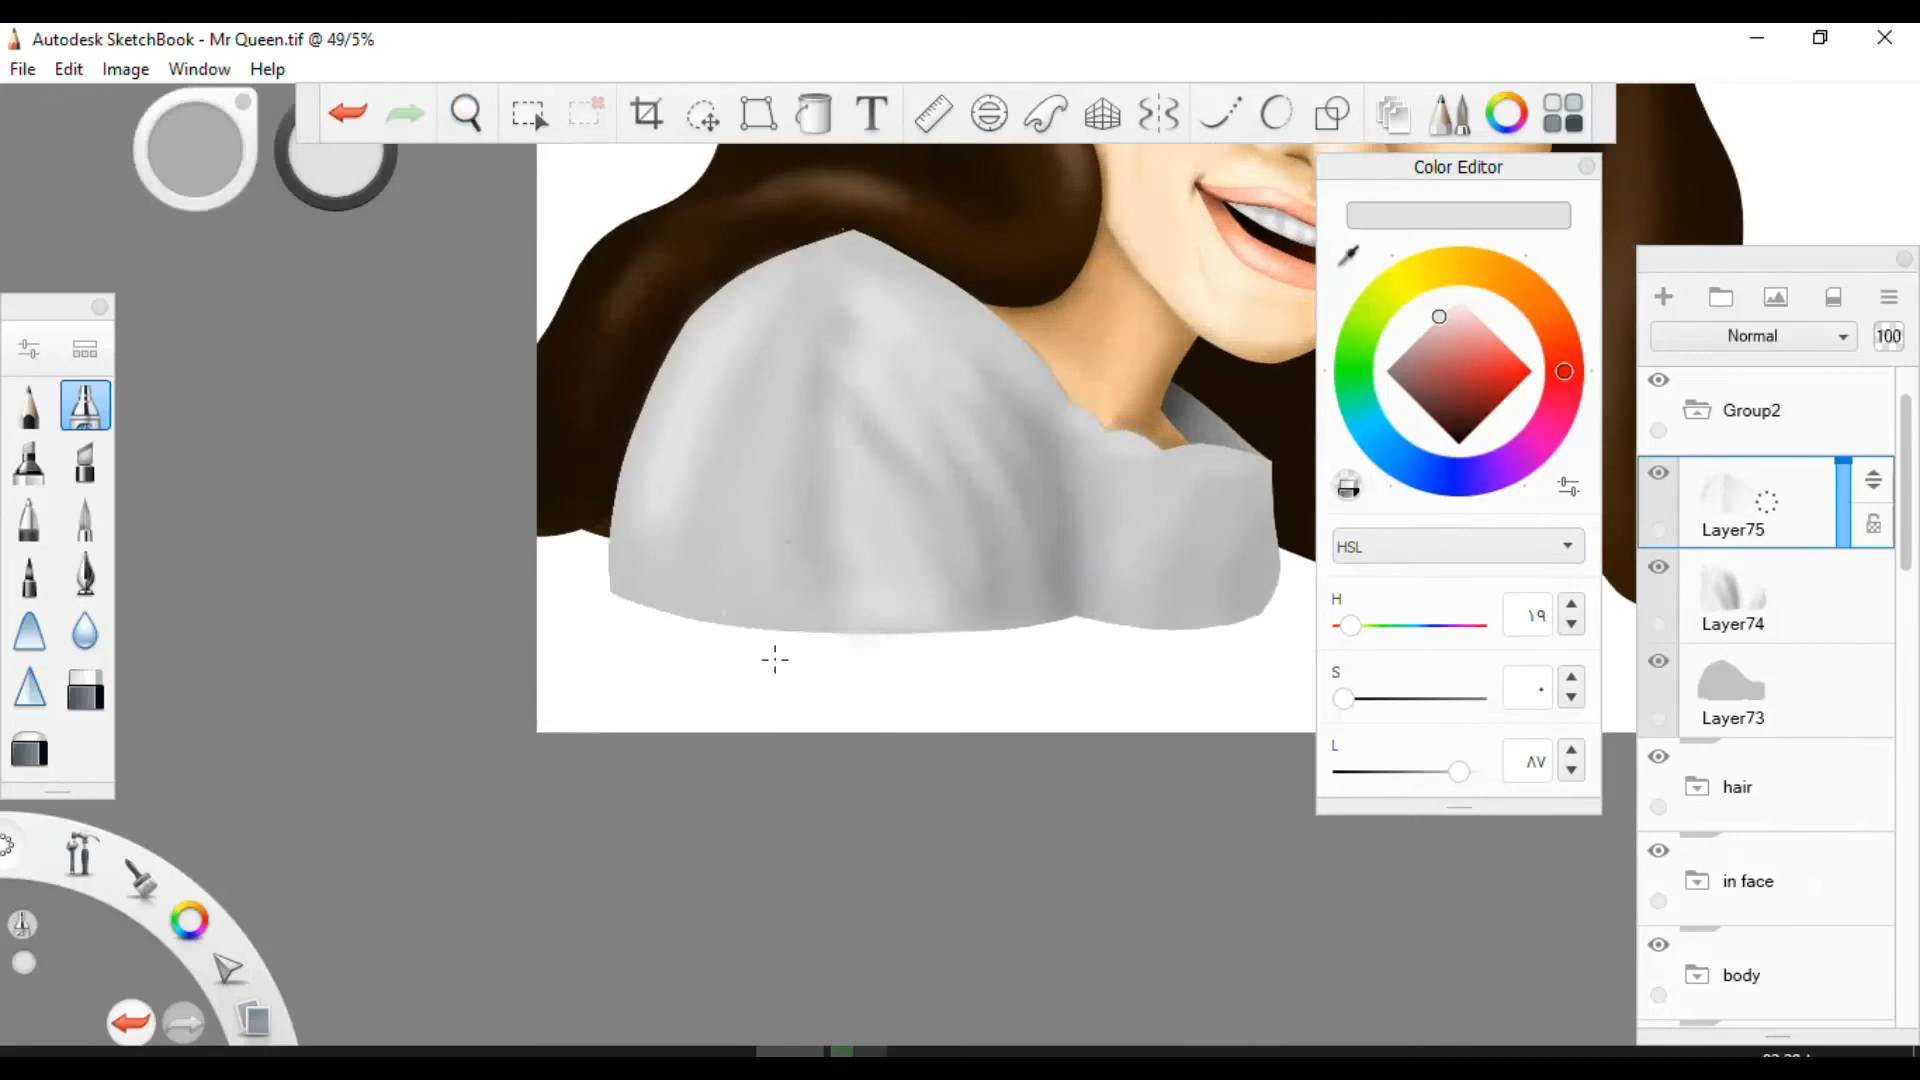 Autodesk SketchBook - Mr Queen.tif @ 49/5%
File Edit Image Window Help
T
Color Editor
Normal 100
Group2
Layer75
HSL
Layer74
H ١٩
S ٠
Layer73
L ٨٧
hair
in face
body